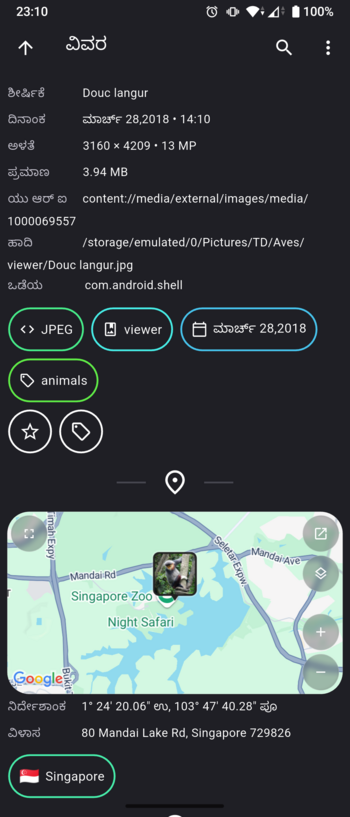 23:10 100%
ವಿವರ
ಶೀರ್ಷಿಕೆ Douc langur
ದಿನಾಂಕ ಮಾರ್ಚ್ 28,2018 • 14:10
ಅಳತೆ 3160 × 4209 • 13 MP
ಪ್ರಮಾಣ 3.94 MB
ಯು ಆರ್ ಐ content://media/external/images/media/
1000069557
ಹಾದಿ /storage/emulated/0/Pictures/TD/Aves/
viewer/Douc langur.jpg
ಒಡೆಯ com.android.shell
JPEG viewer ಮಾರ್ಚ್ 28,2018
animals
Timah Expy
Seletar Expw.
Mandai Ave
Mandai Rd
Singapore Zoo
Night Safari
Google
Bukit
ನಿರ್ದೇಶಾಂಕ 1° 24' 20.06" ಉ, 103° 47' 40.28" ಪೂ
ವಿಳಾಸ 80 Mandai Lake Rd, Singapore 729826
Singapore